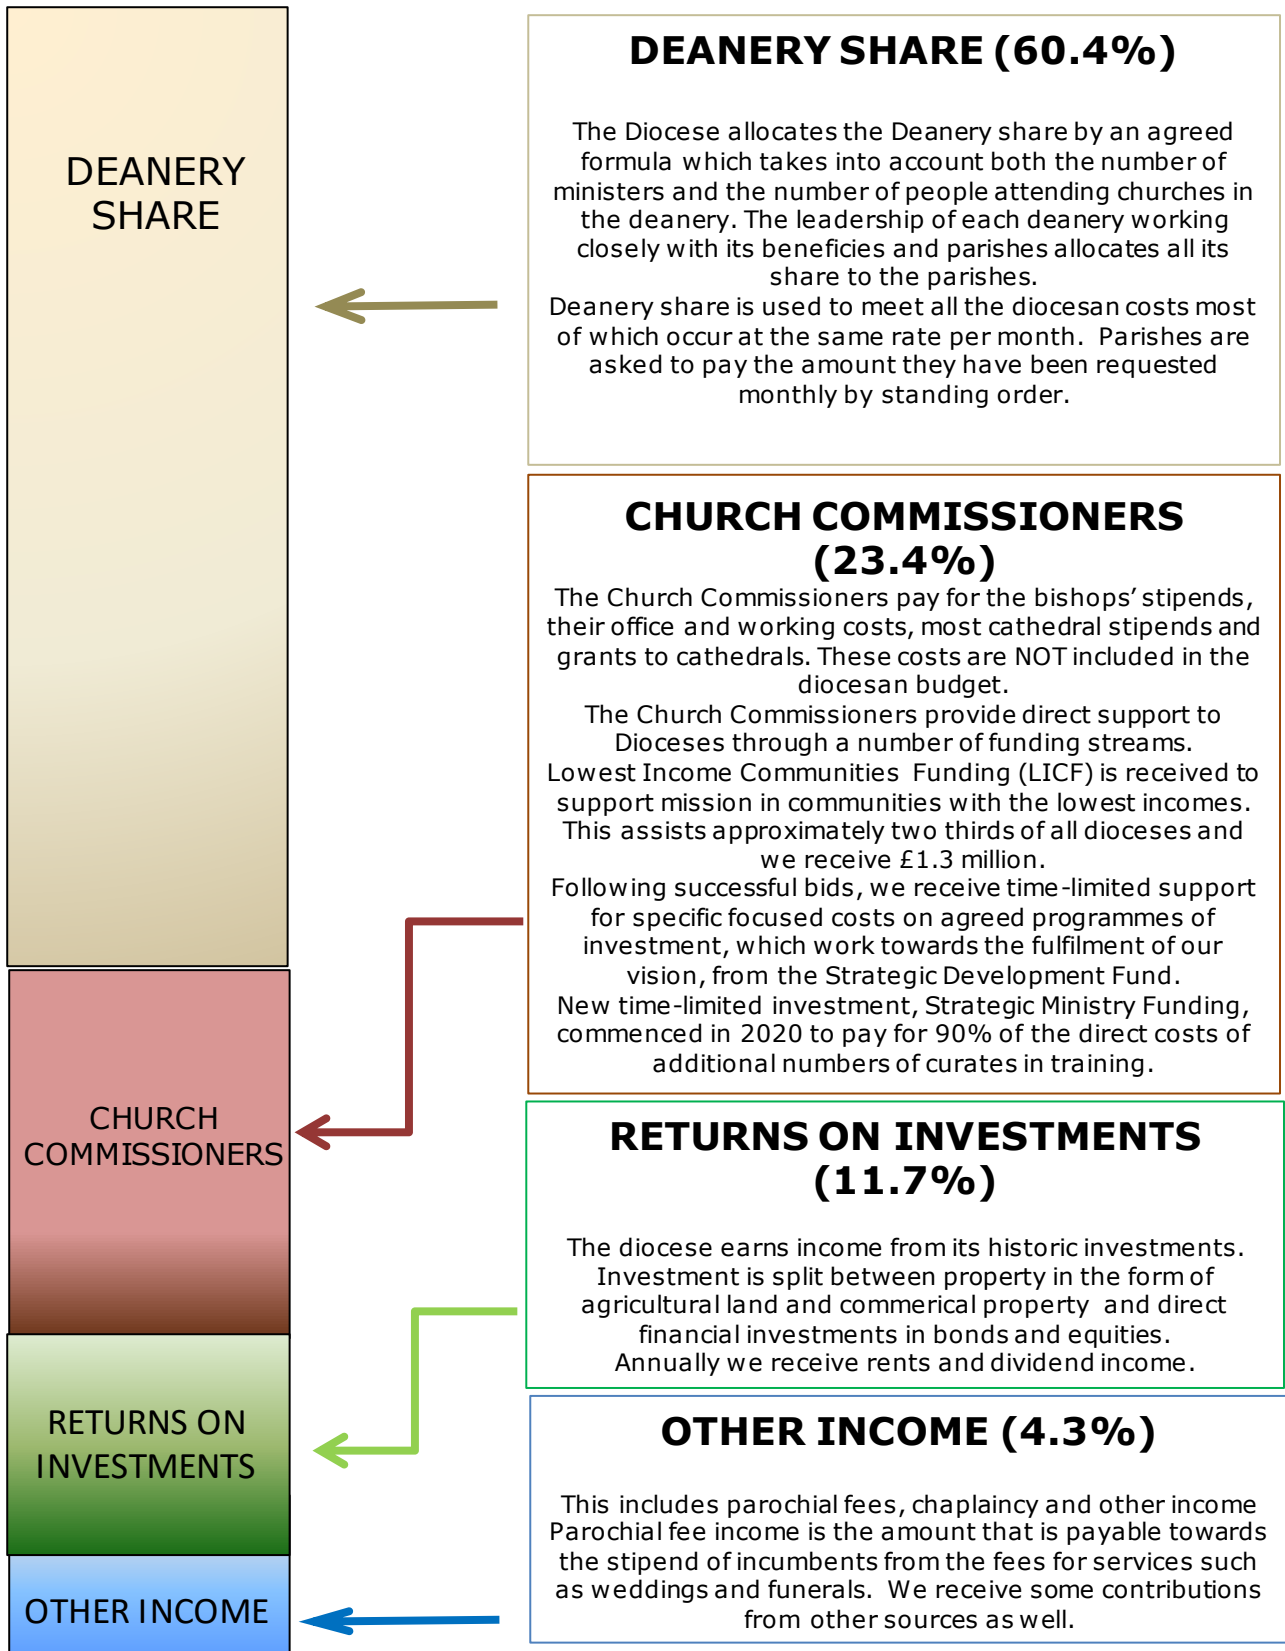 DEANERY
SHARE
DEANERY SHARE (60.4%)
The Diocese allocates the Deanery share by an agreed
formula which takes into account both the number of
ministers and the number of people attending churches in
the deanery. The leadership of each deanery working
closely with its beneficies and parishes allocates all its
share to the parishes.
Deanery share is used to meet all the diocesan costs most
of which occur at the same rate per month. Parishes are
asked to pay the amount they have been requested
monthly by standing order.
CHURCH
COMMISSIONERS
CHURCH COMMISSIONERS
(23.4%)
The Church Commissioners pay for the bishops’ stipends,
their office and working costs, most cathedral stipends and
grants to cathedrals. These costs are NOT included in the
diocesan budget.
The Church Commissioners provide direct support to
Dioceses through a number of funding streams.
Lowest Income Communities Funding (LICF) is received to
support mission in communities with the lowest incomes.
This assists approximately two thirds of all dioceses and
we receive £1.3 million.
Following successful bids, we receive time-limited support
for specific focused costs on agreed programmes of
investment, which work towards the fulfilment of our
vision, from the Strategic Development Fund.
New time-limited investment, Strategic Ministry Funding,
commenced in 2020 to pay for 90% of the direct costs of
additional numbers of curates in training.
RETURNS ON
INVESTMENTS
RETURNS ON INVESTMENTS
(11.7%)
The diocese earns income from its historic investments.
Investment is split between property in the form of
agricultural land and commerical property and direct
financial investments in bonds and equities.
Annually we receive rents and dividend income.
OTHER INCOME
OTHER INCOME (4.3%)
This includes parochial fees, chaplaincy and other income
Parochial fee income is the amount that is payable towards
the stipend of incumbents from the fees for services such
as weddings and funerals. We receive some contributions
from other sources as well.